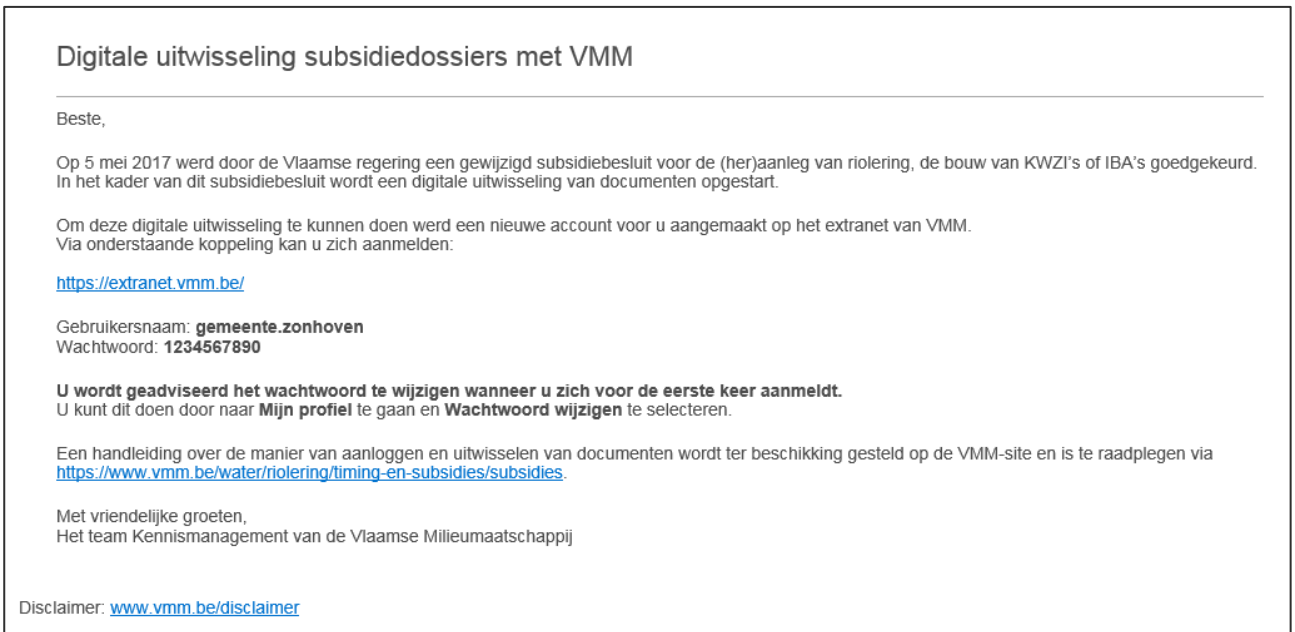 Digitale uitwisseling subsidiedossiers met VMM
Beste,
Op 5 mei 2017 werd door de Vlaamse regering een gewijzigd subsidiebesluit voor de (her)aanleg van riolering, de bouw van KWZI's of IBA's goedgekeurd.
In het kader van dit subsidiebesluit wordt een digitale uitwisseling van documenten opgestart.
Om deze digitale uitwisseling te kunnen doen werd een nieuwe account voor u aangemaakt op het extranet van VMM.
Via onderstaande koppeling kan u zich aanmelden:
https://extranet.vmm.be/
Gebruikersnaam: gemeente.zonhoven
Wachtwoord: 1234567890
U wordt geadviseerd het wachtwoord te wijzigen wanneer u zich voor de eerste keer aanmeldt.
U kunt dit doen door naar Mijn profiel te gaan en Wachtwoord wijzigen te selecteren.
Een handleiding over de manier van aanloggen en uitwisselen van documenten wordt ter beschikking gesteld op de VMM-site en is te raadplegen via
https://www.vmm.be/water/riolering/timing-en-subsidies/subsidies.
Met vriendelijke groeten,
Het team Kennismanagement van de Vlaamse Milieumaatschappij
Disclaimer: www.vmm.be/disclaimer